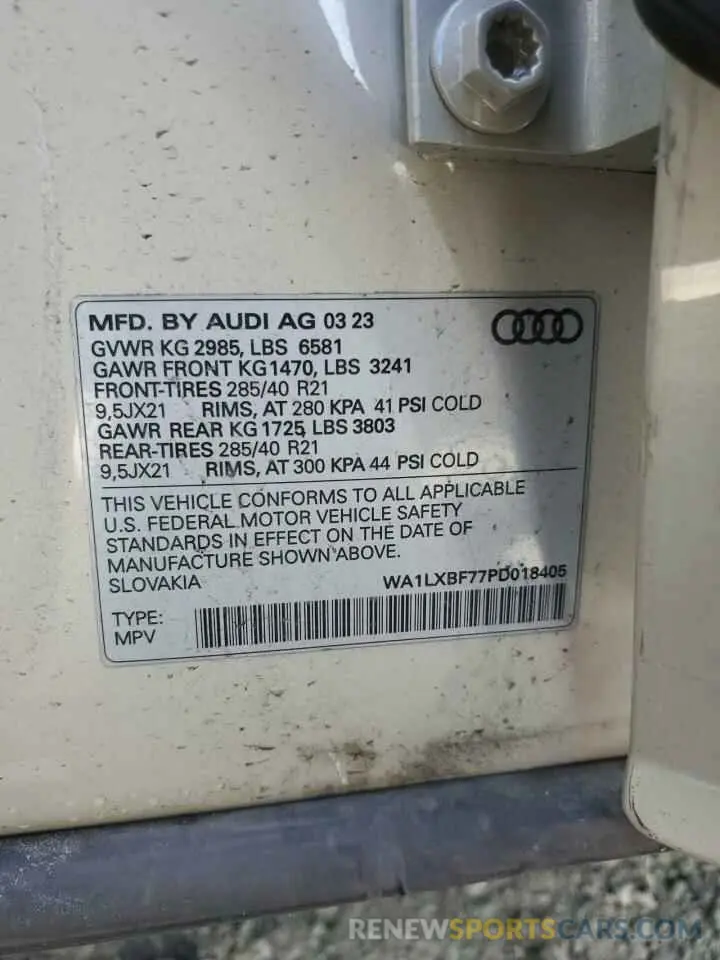 MFD. BY AUDI AG 03 23
GVWR KG 2985, LBS 6581
GAWR FRONT KG1470, LBS 3241
FRONT-TIRES 285/40 R21
9,5JX21 RIMS, AT 280 KPA 41 PSI COLD
GAWR REAR KG 1725, LBS 3803
REAR-TIRES 285/40 R21
9,5JX21 RIMS, AT 300 KPA 44 PSI COLD
THIS VEHICLE CONFORMS TO ALL APPLICABLE
U.S. FEDERAL MOTOR VEHICLE SAFETY
STANDARDS IN EFFECT ON THE DATE OF
MANUFACTURE SHOWN ABOVE.
SLOVAKIA WA1LXBF77PD018405
TYPE:
MPV
RENEWSPORTSCARS.COM